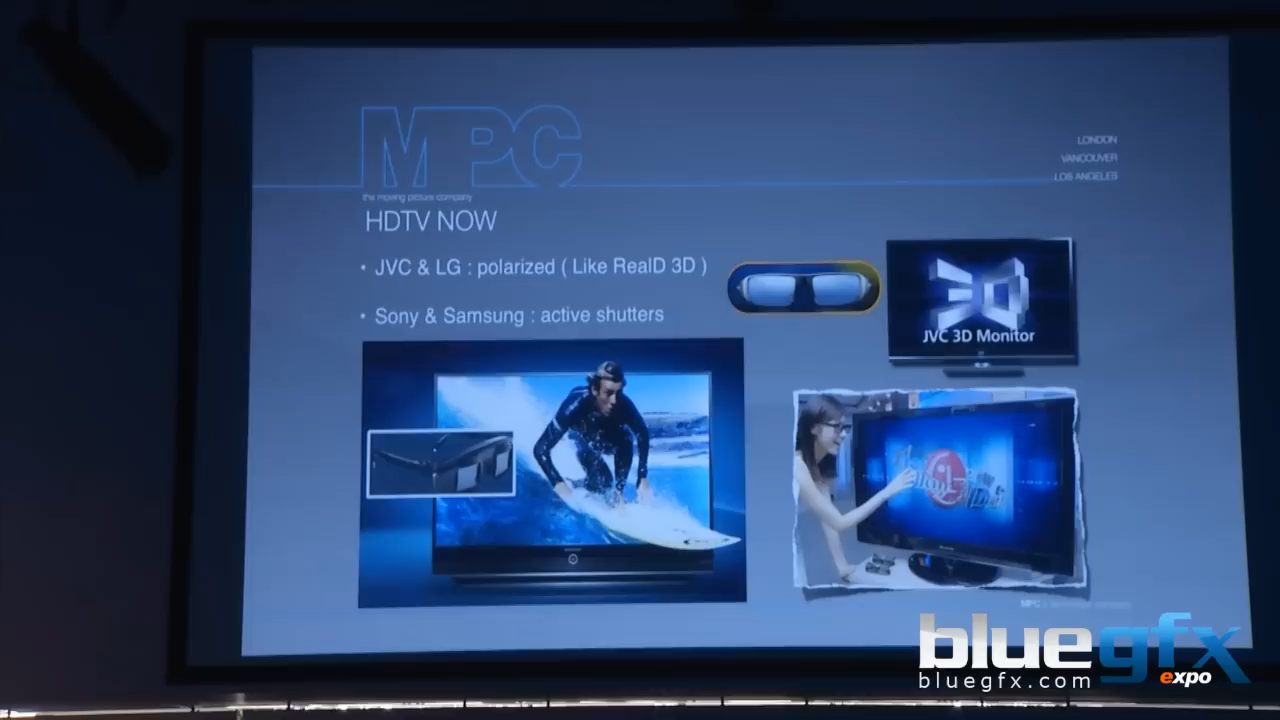 MPC
LONDON
VANCOUVER
LOS ANGELES
the moving picture company
HDTV NOW
• JVC & LG : polarized ( Like RealD 3D )
• Sony & Samsung : active shutters
3D
JVC 3D Monitor
MPC
bluegfx
expo
bluegfx.com